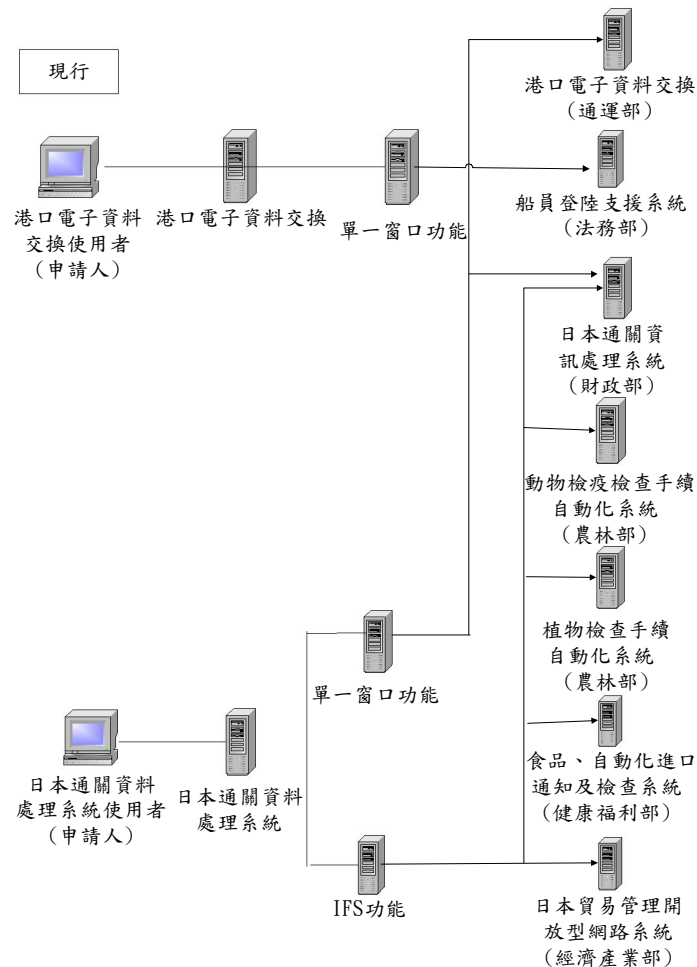 現行
港口電子資料交換
（通運部）
港口電子資料
交換使用者
（申請人）
港口電子資料交換
單一窗口功能
船員登陸支援系統
（法務部）
日本通關資
訊處理系統
（財政部）
動物檢疫檢查手續
自動化系統
（農林部）
植物檢查手續
自動化系統
（農林部）
單一窗口功能
日本通關資料
處理系統使用者
（申請人）
日本通關資料
處理系統
食品、自動化進口
通知及檢查系統
（健康福利部）
IFS功能
日本貿易管理開
放型網路系統
（經濟產業部）